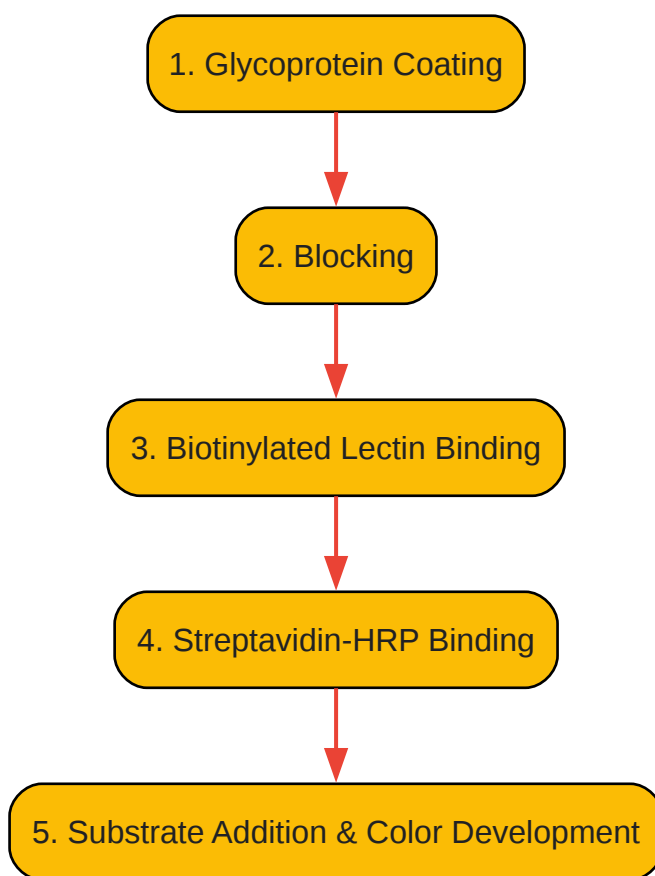 1. Glycoprotein Coating
2. Blocking
3. Biotinylated Lectin Binding
4. Streptavidin-HRP Binding
5. Substrate Addition & Color Development